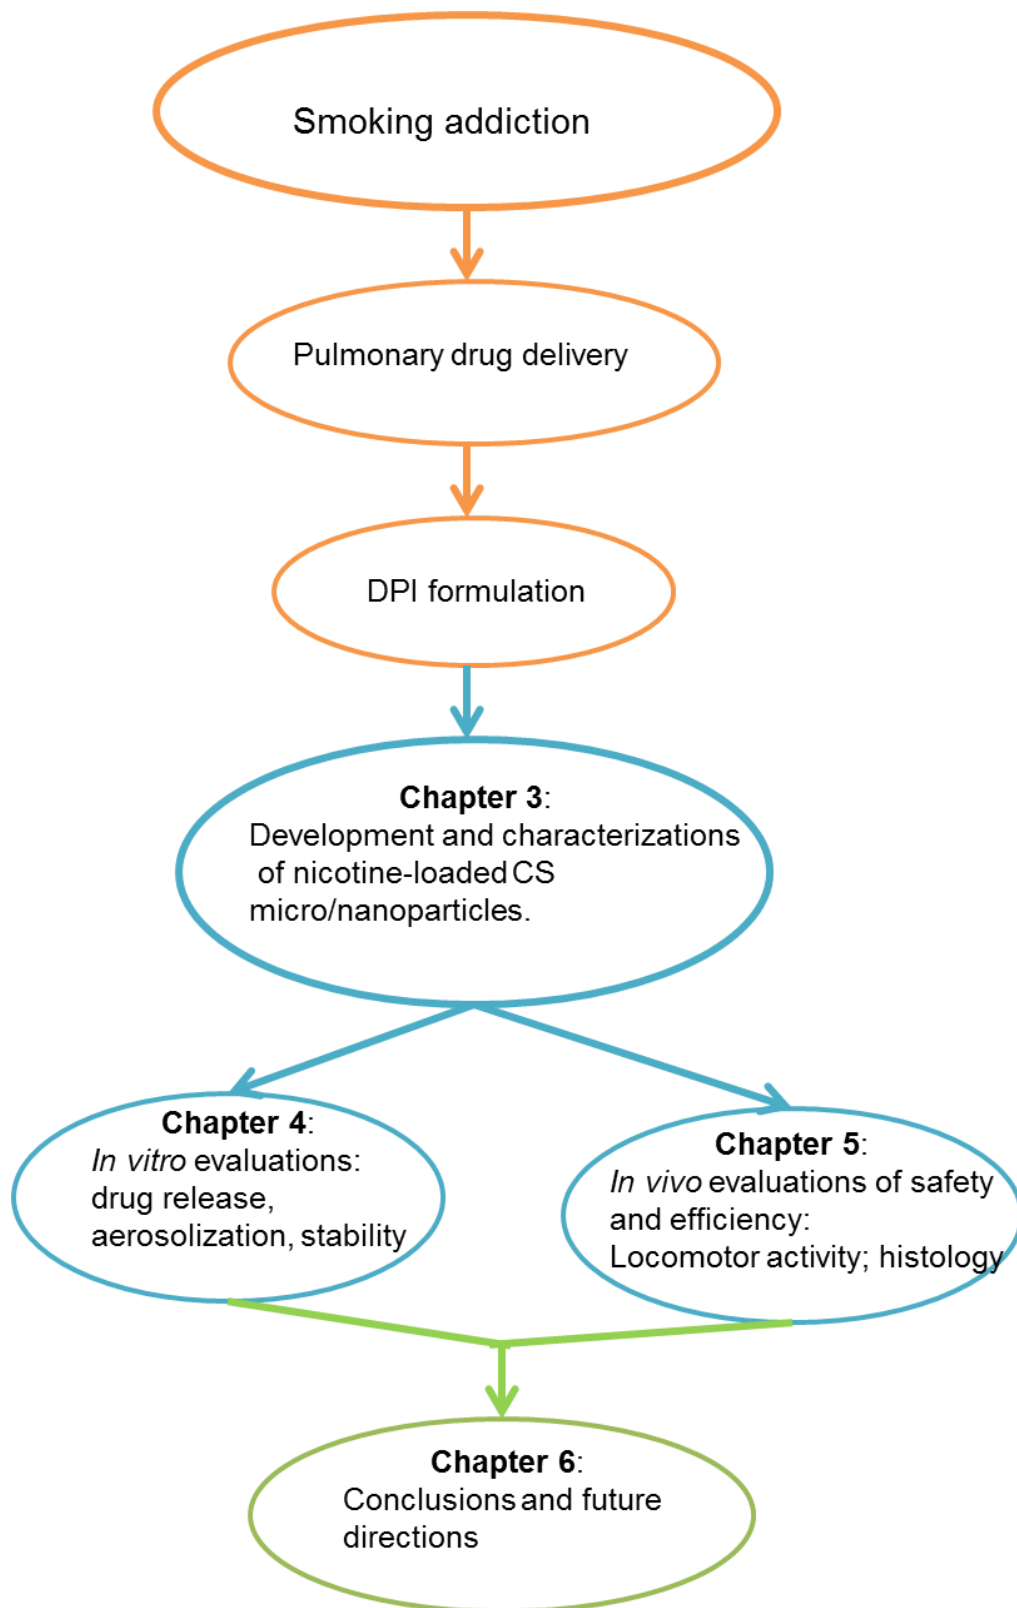 Smoking addiction
Pulmonary drug delivery
DPI formulation
Chapter 3:
Development and characterizations
of nicotine-loaded CS
micro/nanoparticles.
Chapter 4:
In vitro evaluations:
drug release,
aerosolization, stability
Chapter 5:
In vivo evaluations of safety
and efficiency:
Locomotor activity; histology
Chapter 6:
Conclusions and future
directions